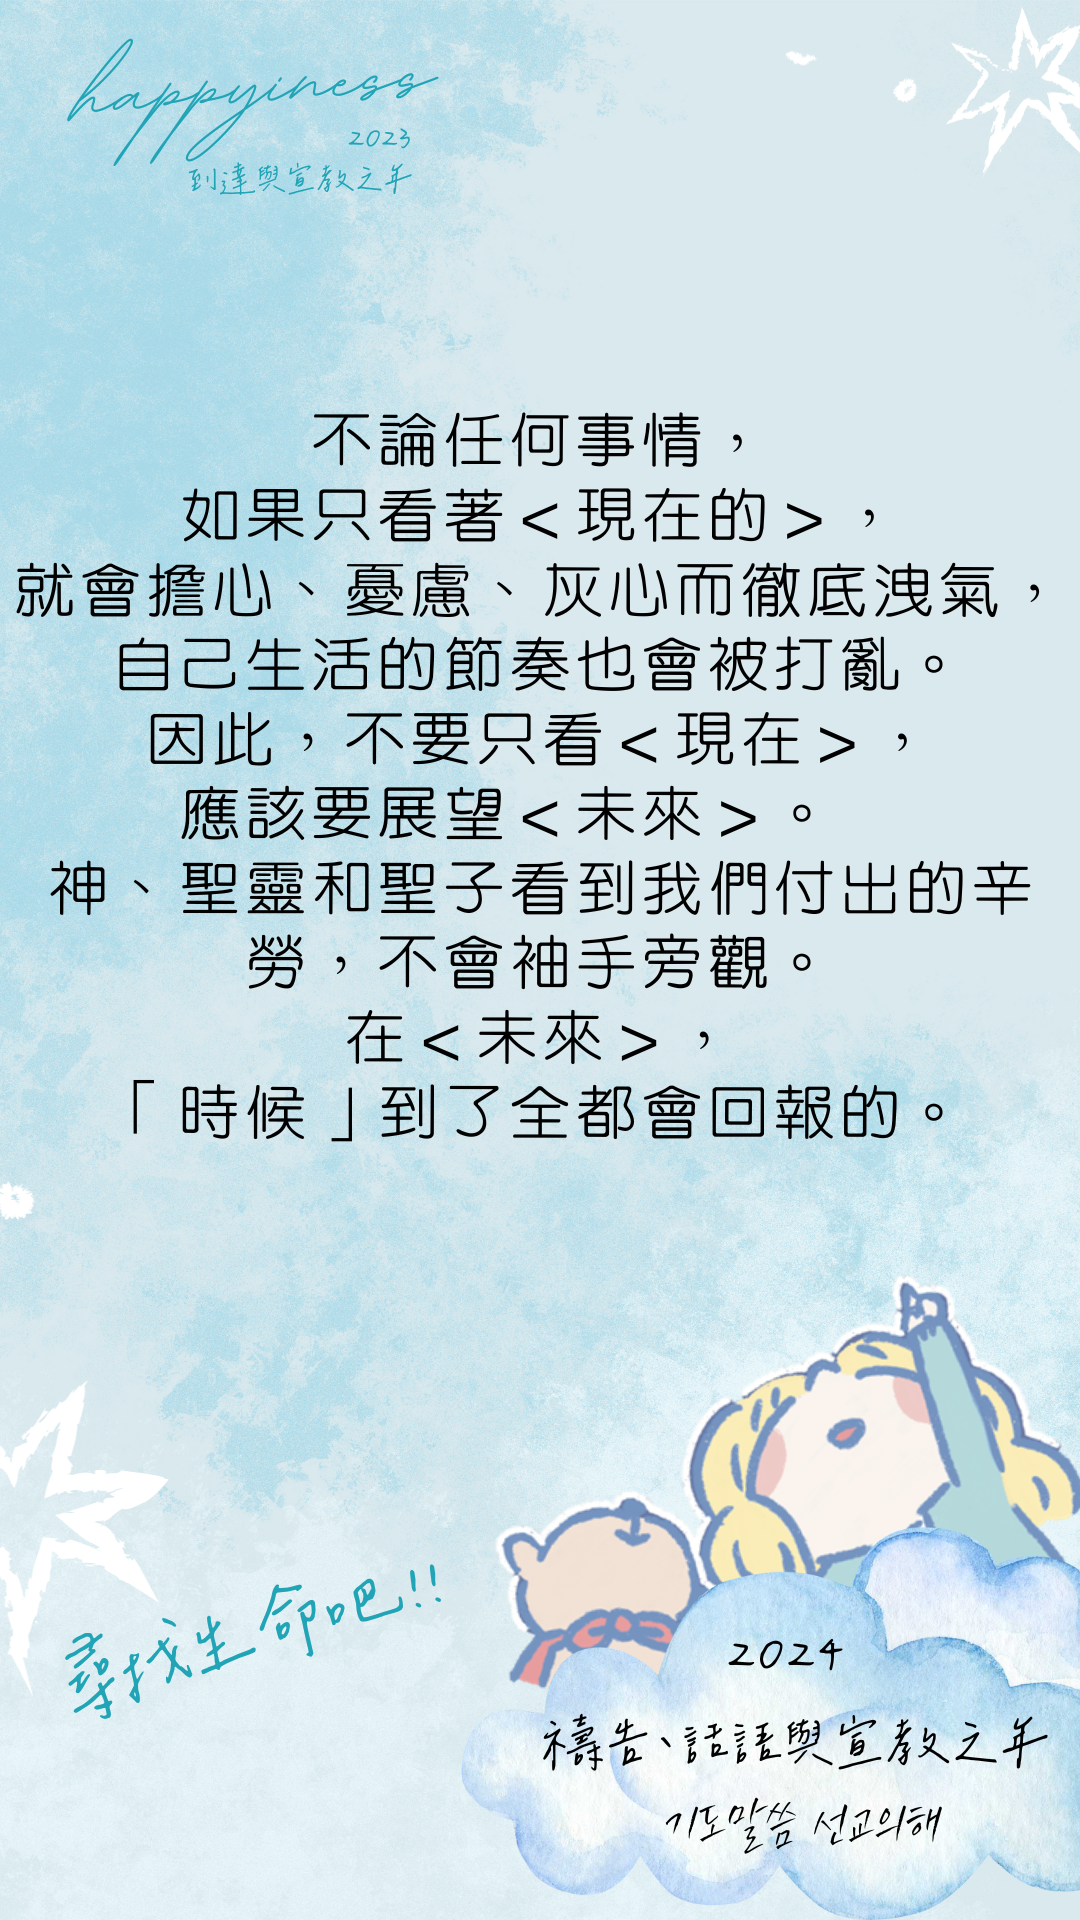 happyiness
2023
到達與宣教之年
不論任何事情，
如果只看著<現在的>，
就會擔心、憂慮、灰心而徹底洩氣，
自己生活的節奏也會被打亂。
因此，不要只看<現在>，
應該要展望<未來>。
神、聖靈和聖子看到我們付出的辛
勞，不會袖手旁觀。
在<未來>，
「時候」到了全都會回報的。
尋找生命吧!!
2024
禱告、話語與宣教之年
기도말씀 선교의해